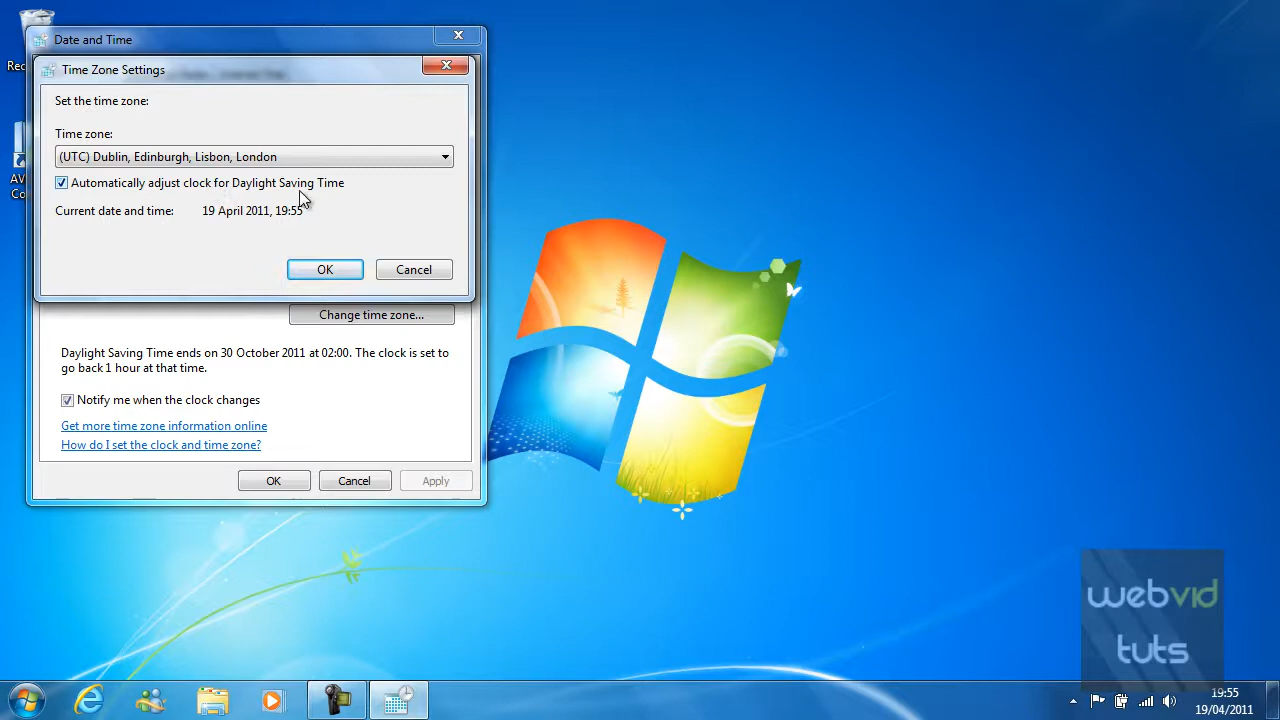 Rec
Date and Time
Time Zone Settings
Set the time zone:
Time zone:
(UTC) Dublin, Edinburgh, Lisbon, London
Automatically adjust clock for Daylight Saving Time
Current date and time: 19 April 2011, 19:55
OK Cancel
AV
Co
Change time zone...
Daylight Saving Time ends on 30 October 2011 at 02:00. The clock is set to
go back 1 hour at that time.
Notify me when the clock changes
Get more time zone information online
How do I set the clock and time zone?
OK Cancel Apply
webvid
tuts
19:55
19/04/2011